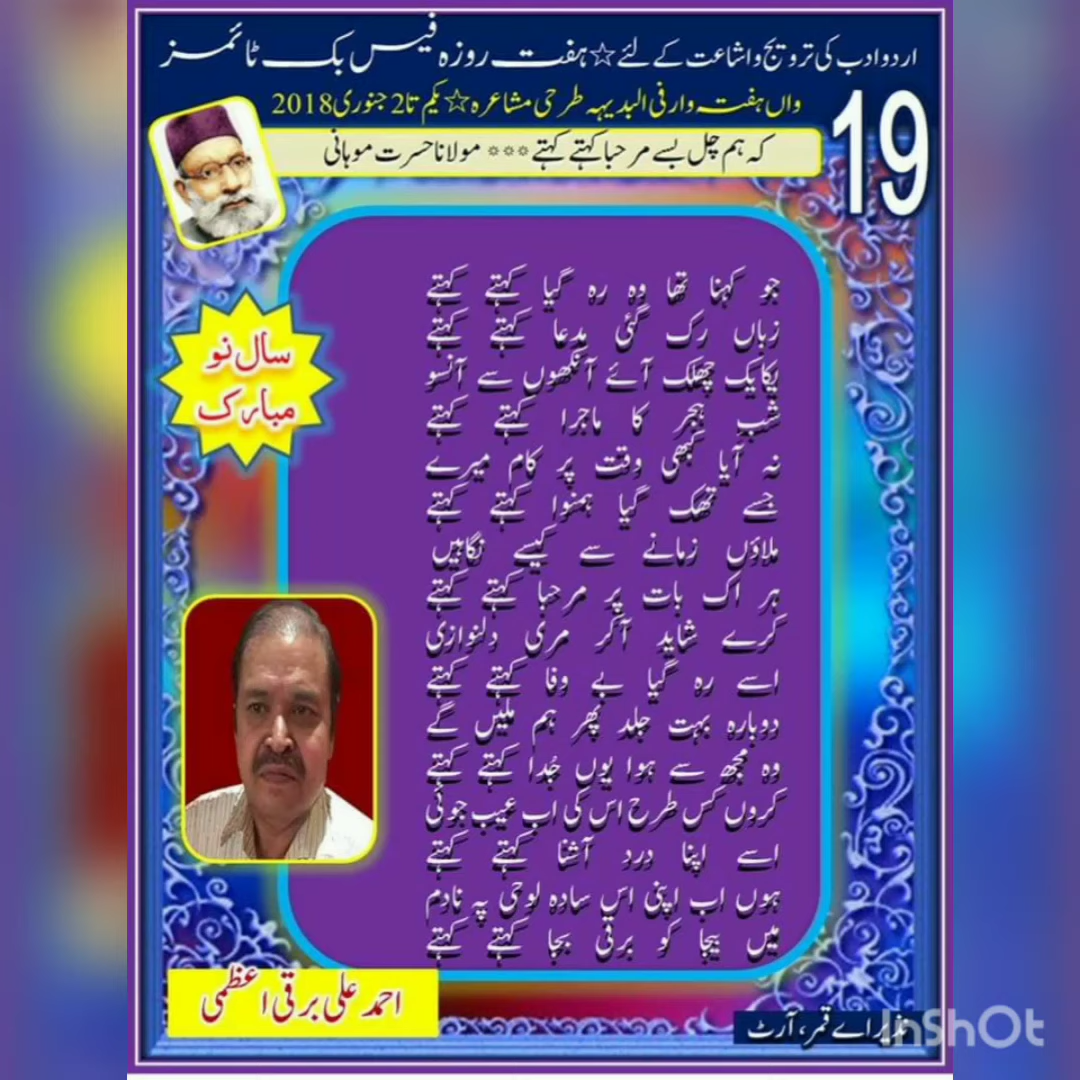 اردو ادب کی ترویج و اشاعت کے لئے ☆ ہفت روزہ فیس بک ٹائمز
19 واں ہفتہ وار فی البدیہہ طرحی مشاعرہ ☆ یکم تا 2 جنوری 2018
کہ ہم چل بسے مرحبا کہتے کہتے *** مولانا حسرت موہانی
جو کہنا تھا وہ رہ گیا کہتے کہتے
زباں رک گئی مدعا کہتے کہتے
یکایک چھلک آئے آنکھوں سے آنسو
شب ہجر کا ماجرا کہتے کہتے
نہ آیا کبھی وقت پر کام میرے
جسے تھک گیا ہمنوا کہتے کہتے
ملاؤں زمانے سے کیسے نگاہیں
ہر اک بات پر مرحبا کہتے کہتے
کرے شاید آکر مری دلنوازی
اسے رہ گیا بے وفا کہتے کہتے
دوبارہ بہت جلد پھر ہم ملیں گے
وہ مجھ سے ہوا یوں جُدا کہتے کہتے
کروں کس طرح اس کی اب عیب جوئی
اسے اپنا درد آشنا کہتے کہتے
ہوں اب اپنی اس سادہ لوحی پہ نادم
میں بیجا کو برقی بجا کہتے کہتے
سال نو
مبارک
احمد علی برقی اعظمی
نذیر اے قمر، آرٹ
InShOt